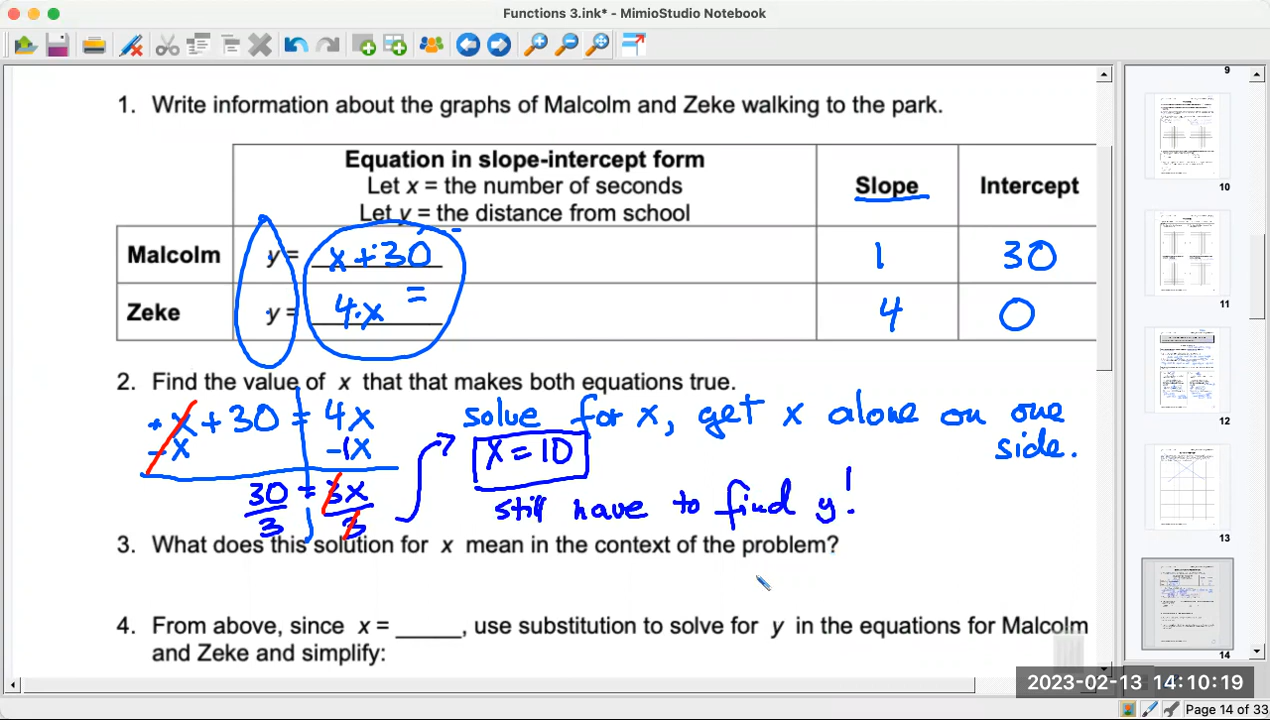 Functions 3.ink* - MimioStudio Notebook
1. Write information about the graphs of Malcolm and Zeke walking to the park.
Equation in slope-intercept form
Let x = the number of seconds
Let y = the distance from school
Slope
Intercept
Malcolm y = x + 30 1 30
Zeke y = 4·x = 4 0
2. Find the value of x that that makes both equations true.
+x + 30 = 4x solve for x, get x alone on one
-x -1x x = 10 side.
30 = 3x still have to find y!
3 3
3. What does this solution for x mean in the context of the problem?
4. From above, since x = _____, use substitution to solve for y in the equations for Malcolm
and Zeke and simplify:
9
10
11
12
13
14
2023-02-13 14:10:19
Page 14 of 33